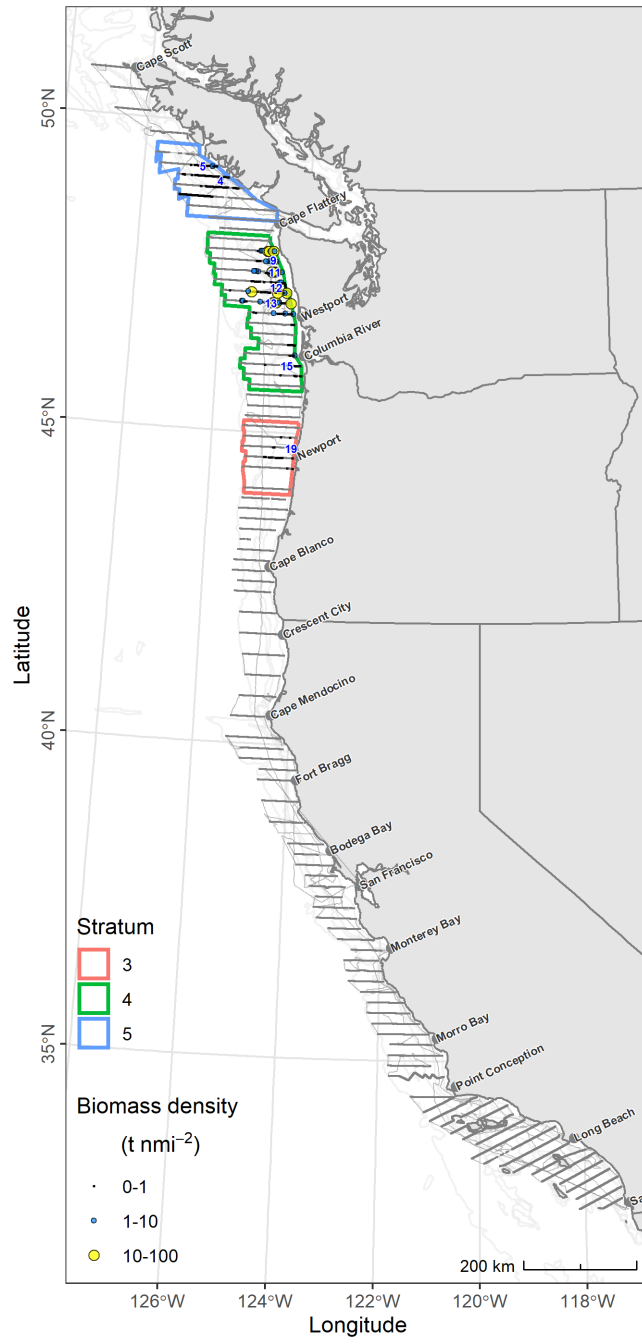 Cape Scott
50°N
5
4
Cape Flattery
9
11
12
13
Westport
Columbia River
15
45°N
19
Newport
Cape Blanco
Latitude
Crescent City
Cape Mendocino
40°N
Fort Bragg
Bodega Bay
San Francisco
Stratum
3
4
5
Monterey Bay
35°N
Morro Bay
Point Conception
Biomass density
(t nmi⁻²)
Long Beach
0-1
1-10
10-100
Sa
200 km
126°W
124°W
122°W
120°W
118°W
Longitude